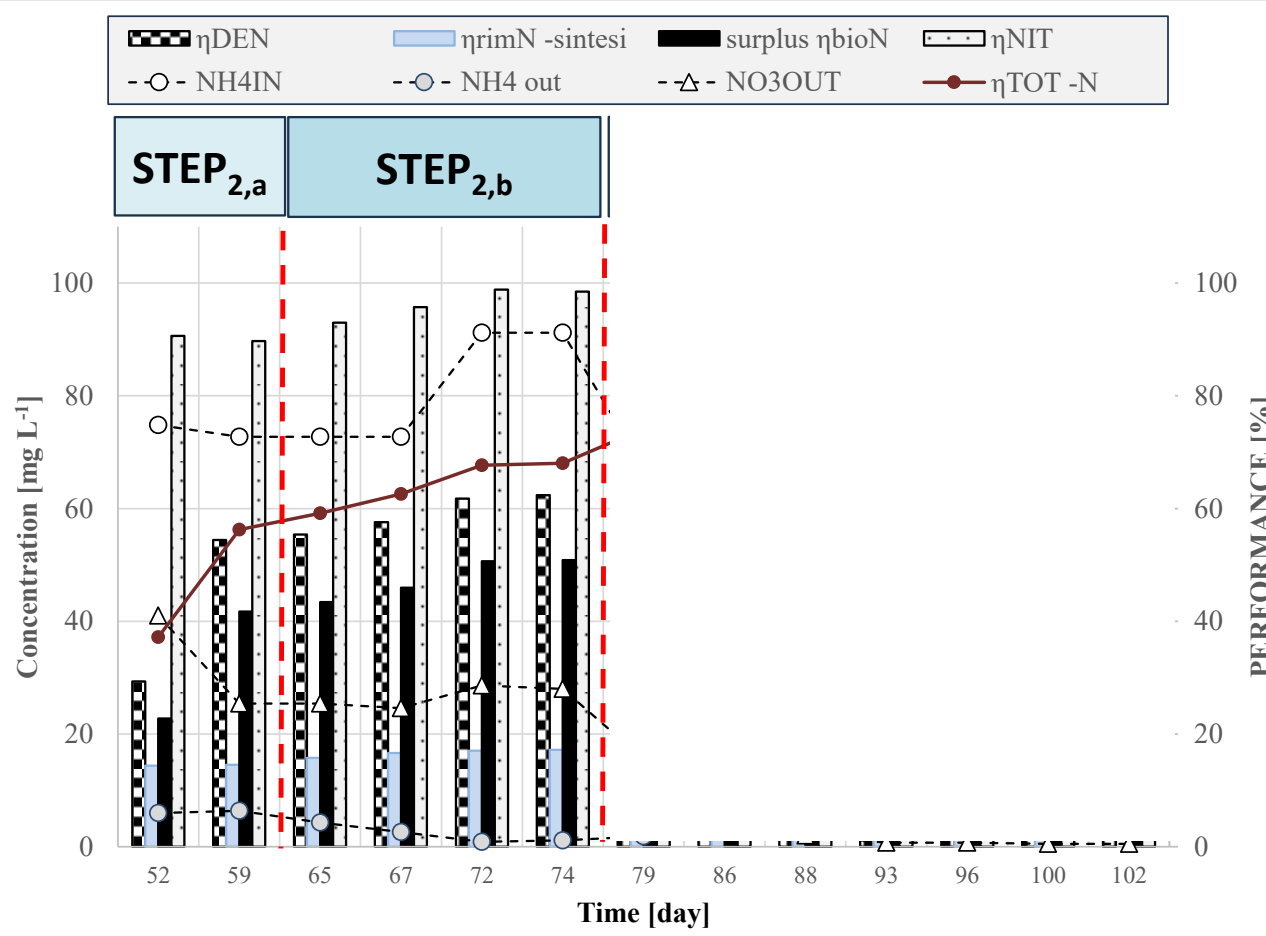 ηDEN ηrimN -sintesi surplus ηbioN ηNIT
NH4IN NH4 out NO3OUT ηTOT -N
STEP2,a STEP2,b
Concentration [mg L-1]
100 100
80 80
60 60
40 40
20 20
0 0
PERFORMANCE [%]
52 59 65 67 72 74 79 86 88 93 96 100 102
Time [day]